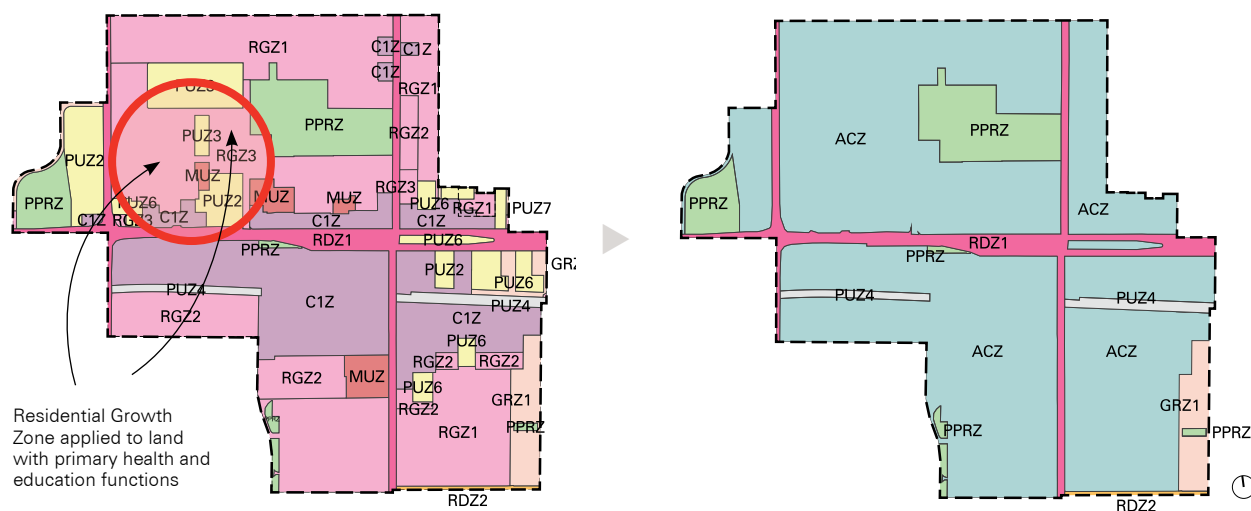 RGZ1
C1Z
C1Z
C1Z
PUZ3
RGZ1
PPRZ
RGZ2
PUZ3
RGZ3
PUZ2
MUZ
RGZ3
PUZ2
MUZ
MUZ
PPRZ
PUZ6
PUZ6
RGZ1
PUZ7
C1Z
RGZ3
C1Z
C1Z
C1Z
RDZ1
PUZ6
PPRZ
GRZ
PUZ2
PUZ6
PUZ4
PUZ4
C1Z
RGZ2
C1Z
PUZ6
RGZ2
RGZ2
RGZ2
MUZ
PUZ6
GRZ1
RGZ2
PPRZ
RGZ1
RDZ2
Residential Growth
Zone applied to land
with primary health and
education functions
ACZ
PPRZ
PPRZ
ACZ
RDZ1
PPRZ
PUZ4
PUZ4
ACZ
ACZ
GRZ1
PPRZ
PPRZ
RDZ2